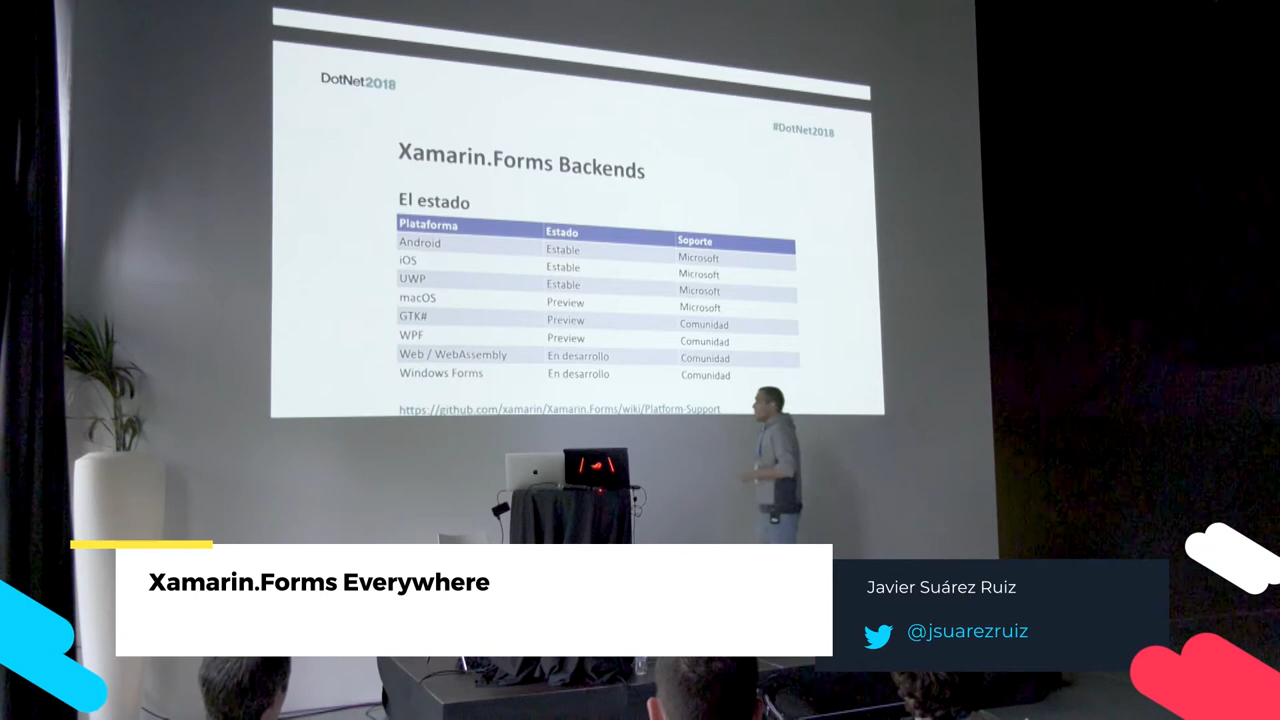 DotNet2018
#DotNet2018
Xamarin.Forms Backends
El estado
Plataforma Estado Soporte
Android Estable Microsoft
iOS Estable Microsoft
UWP Estable Microsoft
macOS Preview Microsoft
GTK# Preview Comunidad
WPF Preview Comunidad
Web / WebAssembly En desarrollo Comunidad
Windows Forms En desarrollo Comunidad
https://github.com/xamarin/Xamarin.Forms/wiki/Platform-Support
Xamarin.Forms Everywhere
Javier Suárez Ruiz
@jsuarezruiz